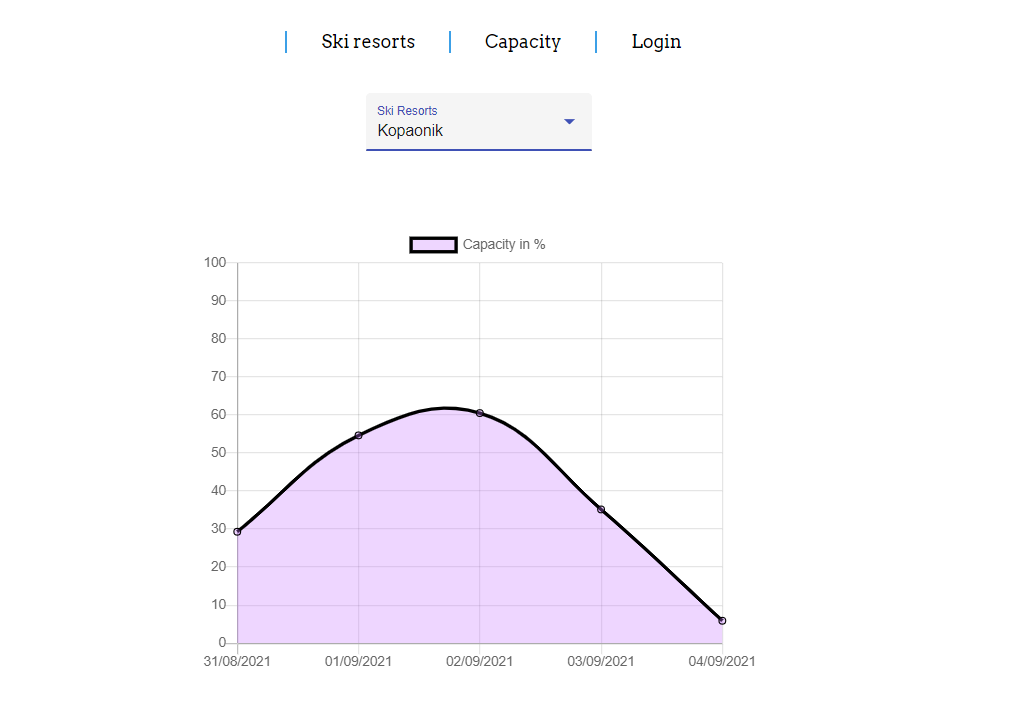 Ski resorts Capacity Login
Ski Resorts
Kopaonik
Capacity in %
100
90
80
70
60
50
40
30
20
10
0
31/08/2021 01/09/2021 02/09/2021 03/09/2021 04/09/2021